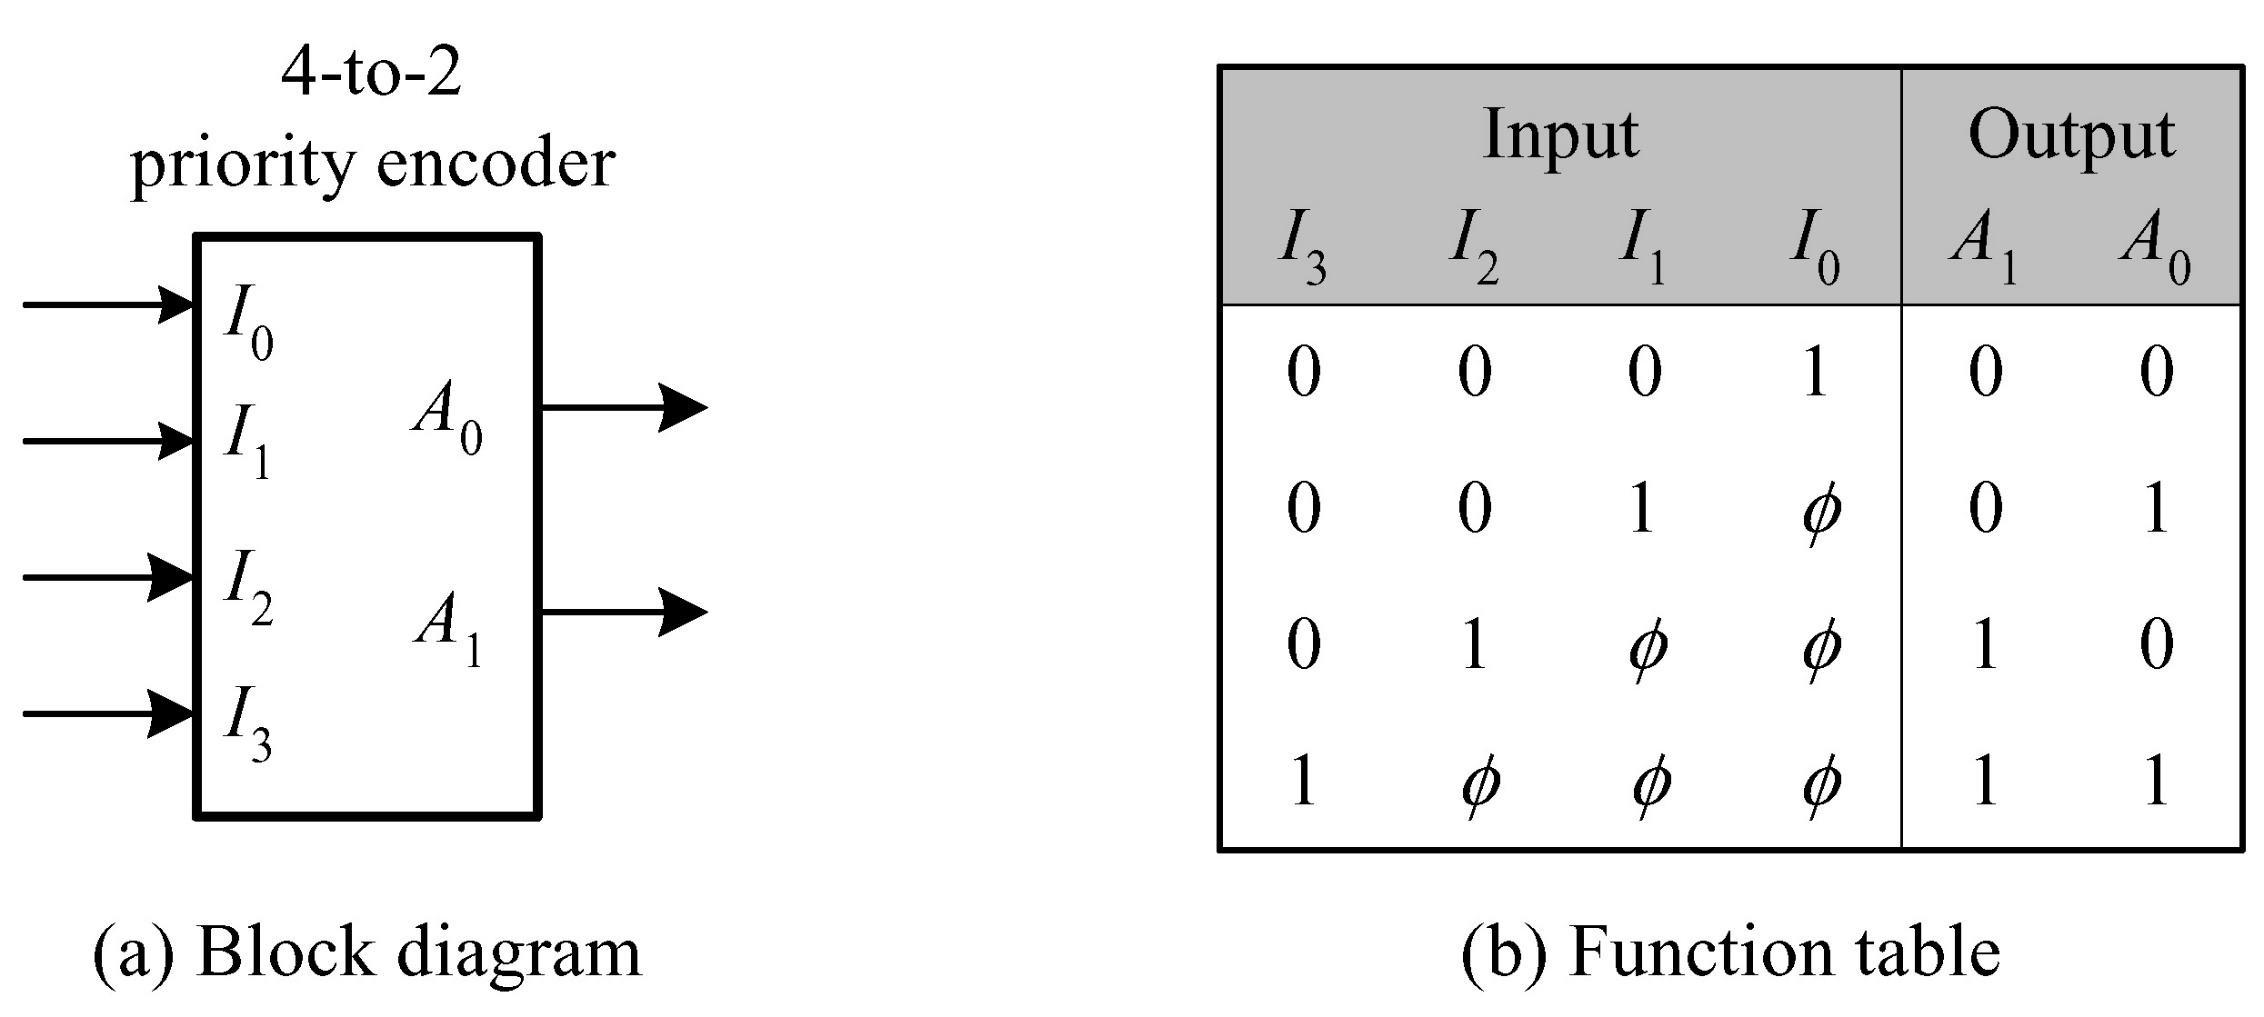 4-to-2
priority encoder
I0
I1
I2
I3
A0
A1
(a) Block diagram
Input Output
I3 I2 I1 I0 A1 A0
0 0 0 1 0 0
0 0 1 ϕ 0 1
0 1 ϕ ϕ 1 0
1 ϕ ϕ ϕ 1 1
(b) Function table